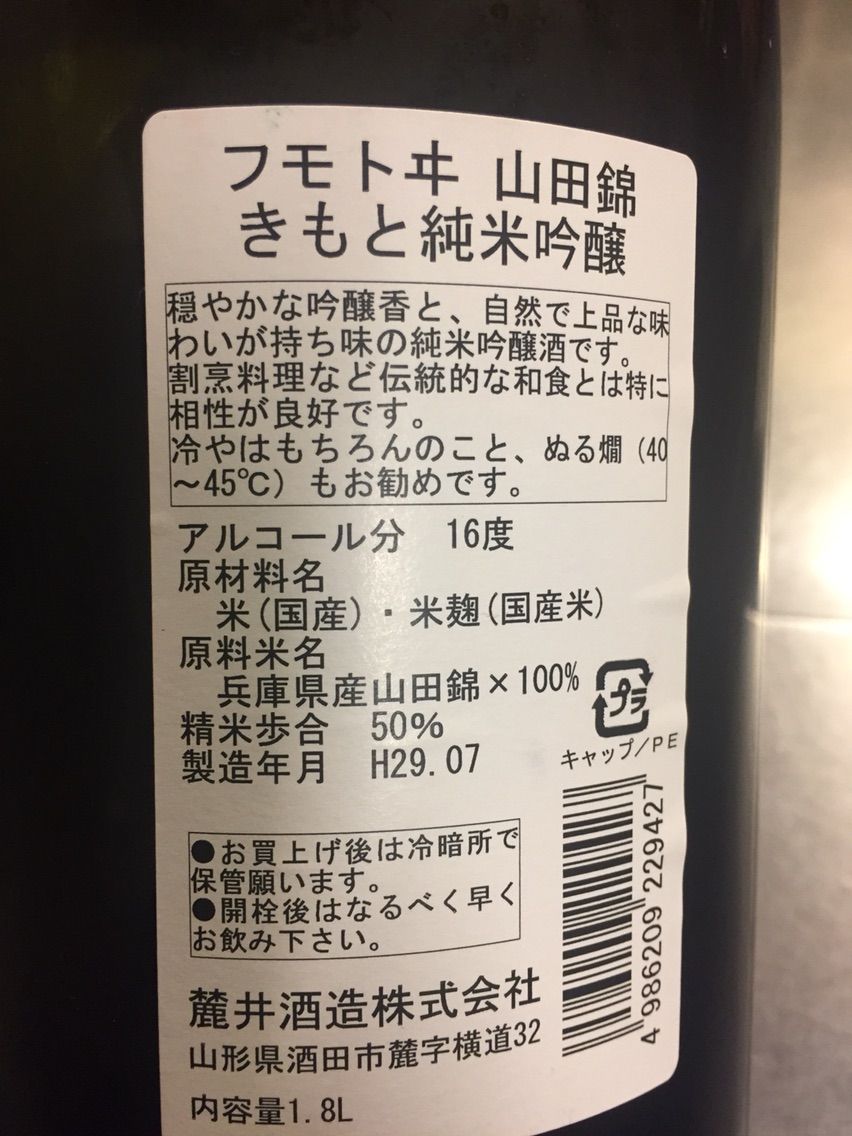 フモトヰ 山田錦
きもと純米吟醸
穏やかな吟醸香と、自然で上品な味
わいが持ち味の純米吟醸酒です。
割烹料理など伝統的な和食とは特に
相性が良好です。
冷やはもちろんのこと、ぬる燗（40
～45℃）もお勧めです。
アルコール分 16度
原材料名
米(国産)・米麹(国産米)
原料米名
兵庫県産山田錦×100%
精米歩合 50%
製造年月 H29.07
プラ
キャップ/PE
●お買上げ後は冷暗所で
保管願います。
●開栓後はなるべく早く
お飲み下さい。
4 986209 229427
麓井酒造株式会社
山形県酒田市麓字横道32
内容量1.8L